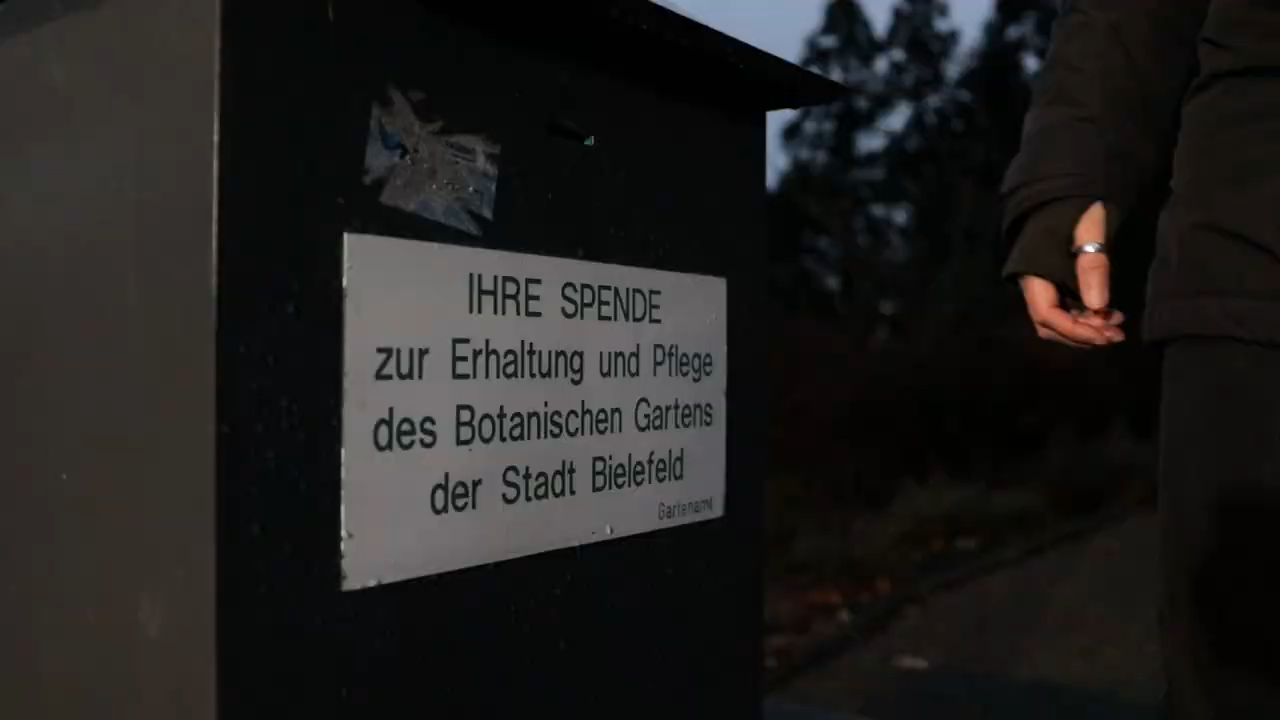 IHRE SPENDE
zur Erhaltung und Pflege
des Botanischen Gartens
der Stadt Bielefeld
Gartenamt